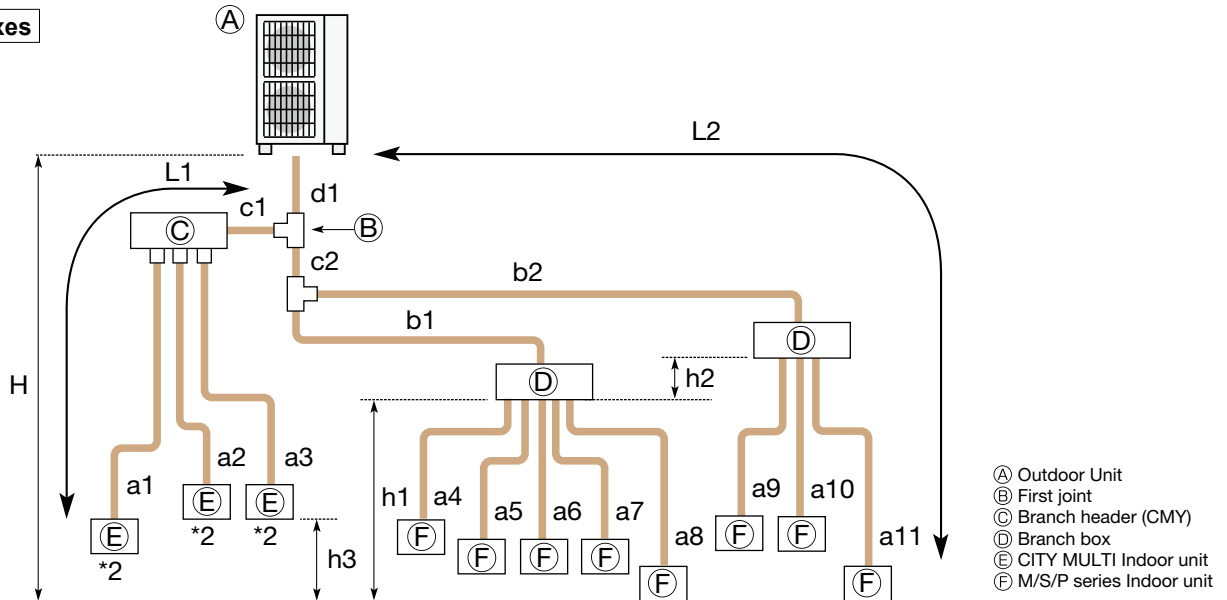 xes
Ⓐ
L2
L1
d1
c1
Ⓒ
Ⓑ
c2
b2
b1
Ⓓ
Ⓓ
h2
H
a1
a2
a3
h1
a4
a5
a6
a7
a8
a9
a10
a11
Ⓔ
*2
Ⓔ
*2
Ⓔ
*2
h3
Ⓕ
Ⓕ
Ⓕ
Ⓕ
Ⓕ
Ⓕ
Ⓕ
Ⓕ
Ⓐ Outdoor Unit
Ⓑ First joint
Ⓒ Branch header (CMY)
Ⓓ Branch box
Ⓔ CITY MULTI Indoor unit
Ⓕ M/S/P series Indoor unit